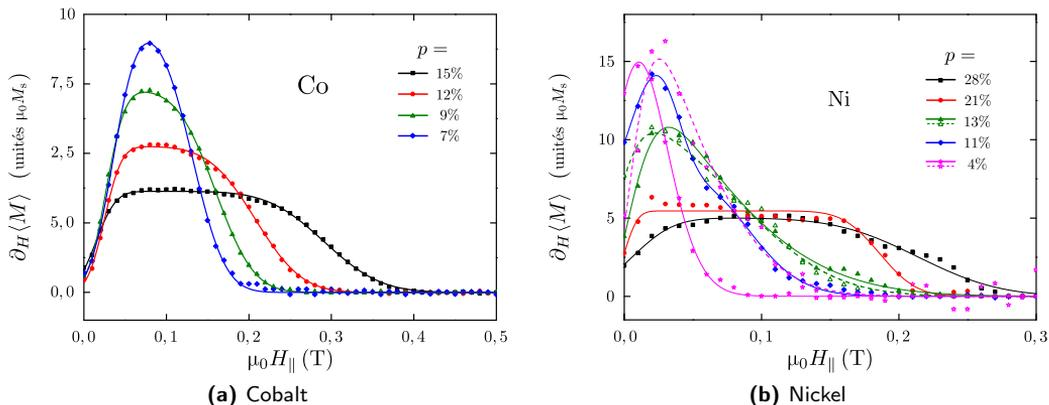 10
7,5
2,5
5,0
0,0
∂H⟨M⟩ (unités µ₀Mₛ)
Co
p =
15%
12%
9%
7%
0,0 0,1 0,2 0,3 0,4 0,5
µ₀H∥ (T)
(a) Cobalt
15
10
5
0
∂H⟨M⟩ (unités µ₀Mₛ)
Ni
p =
28%
21%
13%
11%
4%
0,0 0,1 0,2 0,3
µ₀H∥ (T)
(b) Nickel